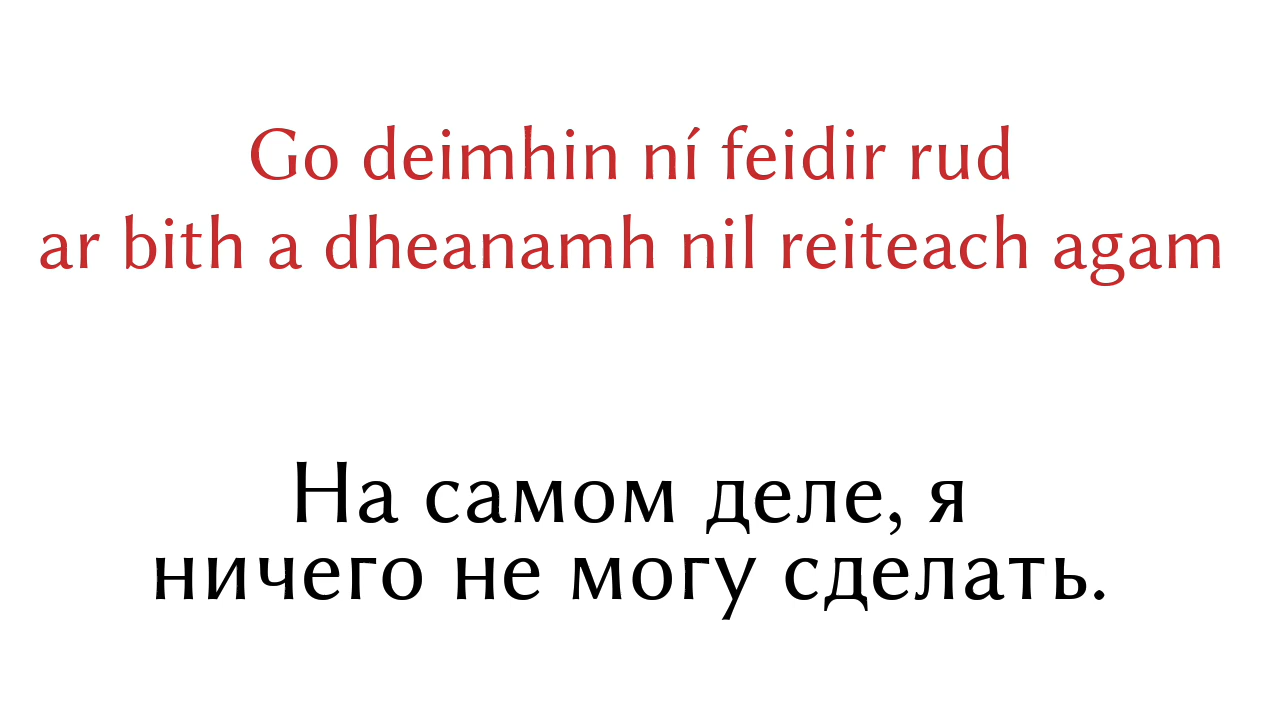 Go deimhin ní feidir rud
ar bith a dheanamh nil reiteach agam
На самом деле, я
ничего не могу сделать.